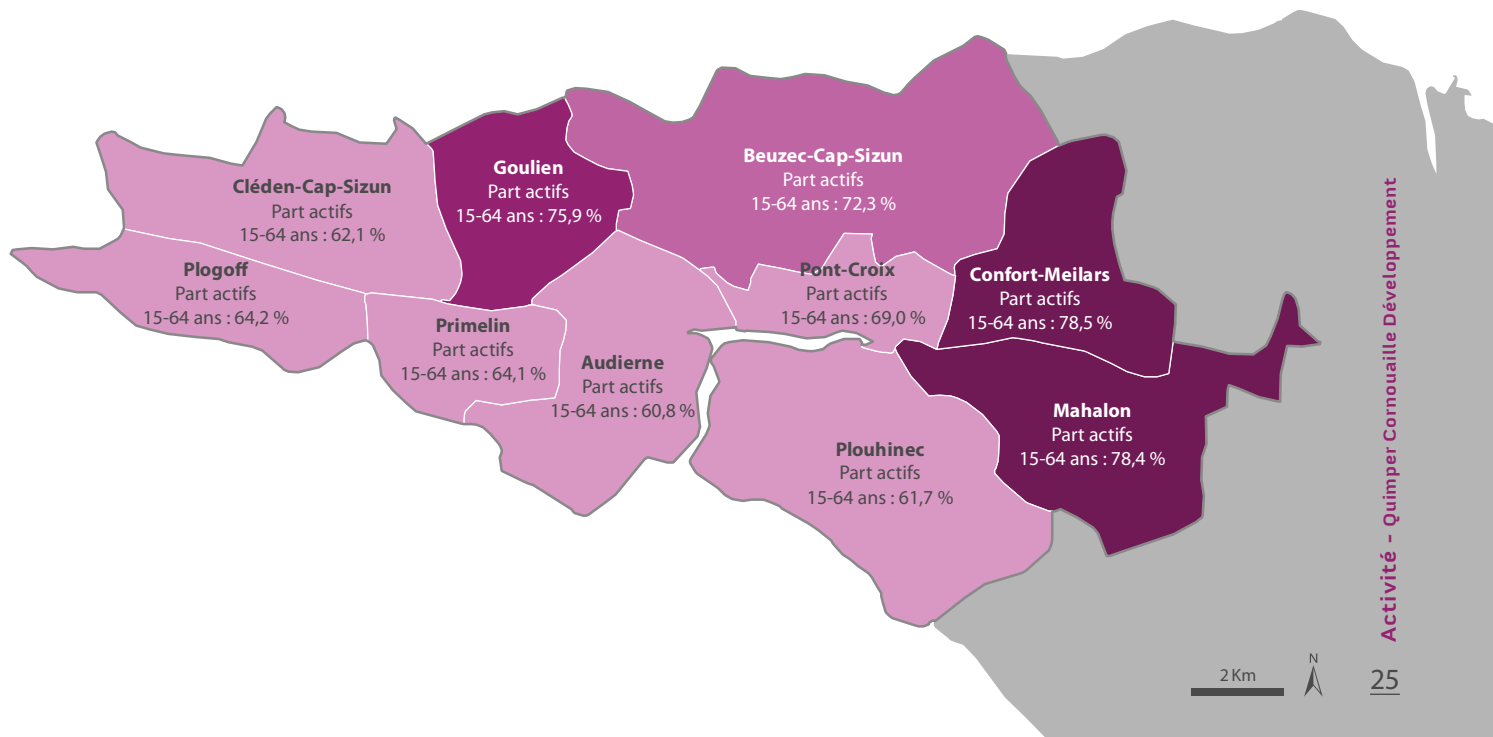 Goulien
Part actifs
15-64 ans : 75,9 %
Beuzec-Cap-Sizun
Part actifs
15-64 ans : 72,3 %
Cléden-Cap-Sizun
Part actifs
15-64 ans : 62,1 %
Plogoff
Part actifs
15-64 ans : 64,2 %
Pont-Croix
Part actifs
15-64 ans : 69,0 %
Confort-Meilars
Part actifs
15-64 ans : 78,5 %
Primelin
Part actifs
15-64 ans : 64,1 %
Audierne
Part actifs
15-64 ans : 60,8 %
Mahalon
Part actifs
15-64 ans : 78,4 %
Plouhinec
Part actifs
15-64 ans : 61,7 %
Activité - Quimper Cornouaille Développement
2 Km
N
25